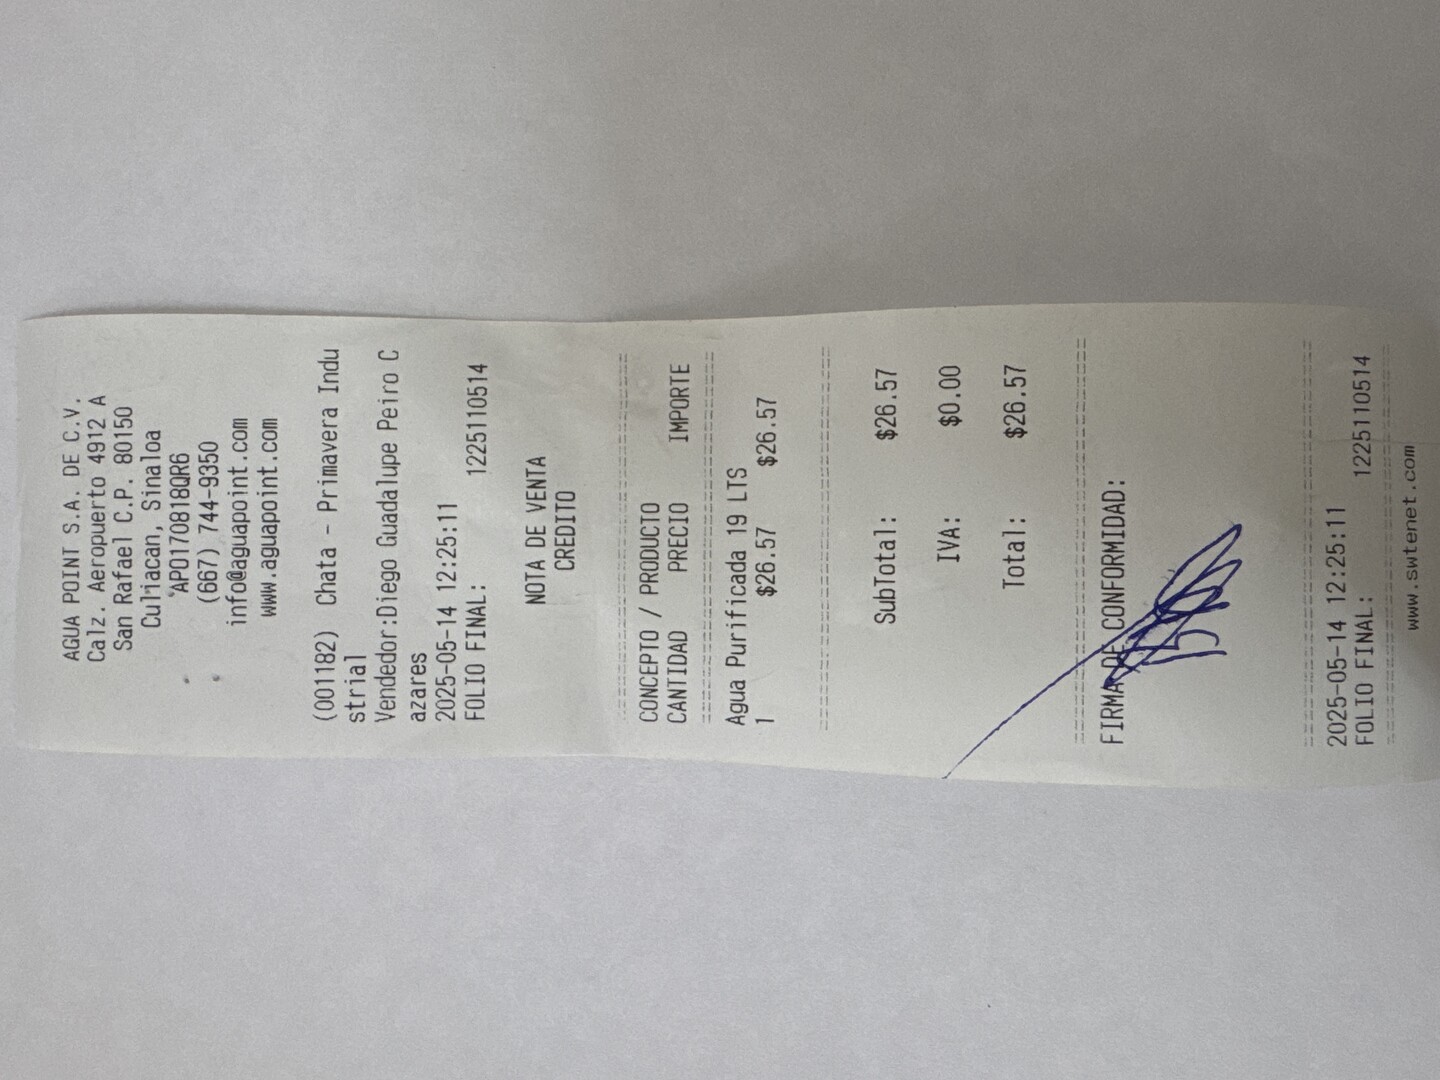 AGUA POINT S.A. DE C.V.
Calz. Aeropuerto 4912 A
San Rafael C.P. 80150
Culiacan, Sinaloa
APO170818QR6
(667) 744-9350
info@aguapoint.com
www.aguapoint.com
(001182) Chata - Primavera Indu
strial
Vendedor:Diego Guadalupe Peiro C
azares
2025-05-14 12:25:11
FOLIO FINAL: 1225110514
NOTA DE VENTA
CREDITO
CONCEPTO / PRODUCTO
CANTIDAD PRECIO IMPORTE
Agua Purificada 19 LTS
1 $26.57 $26.57
SubTotal: $26.57
IVA: $0.00
Total: $26.57
FIRMA DE CONFORMIDAD:
2025-05-14 12:25:11
FOLIO FINAL: 1225110514
www.swtenet.com